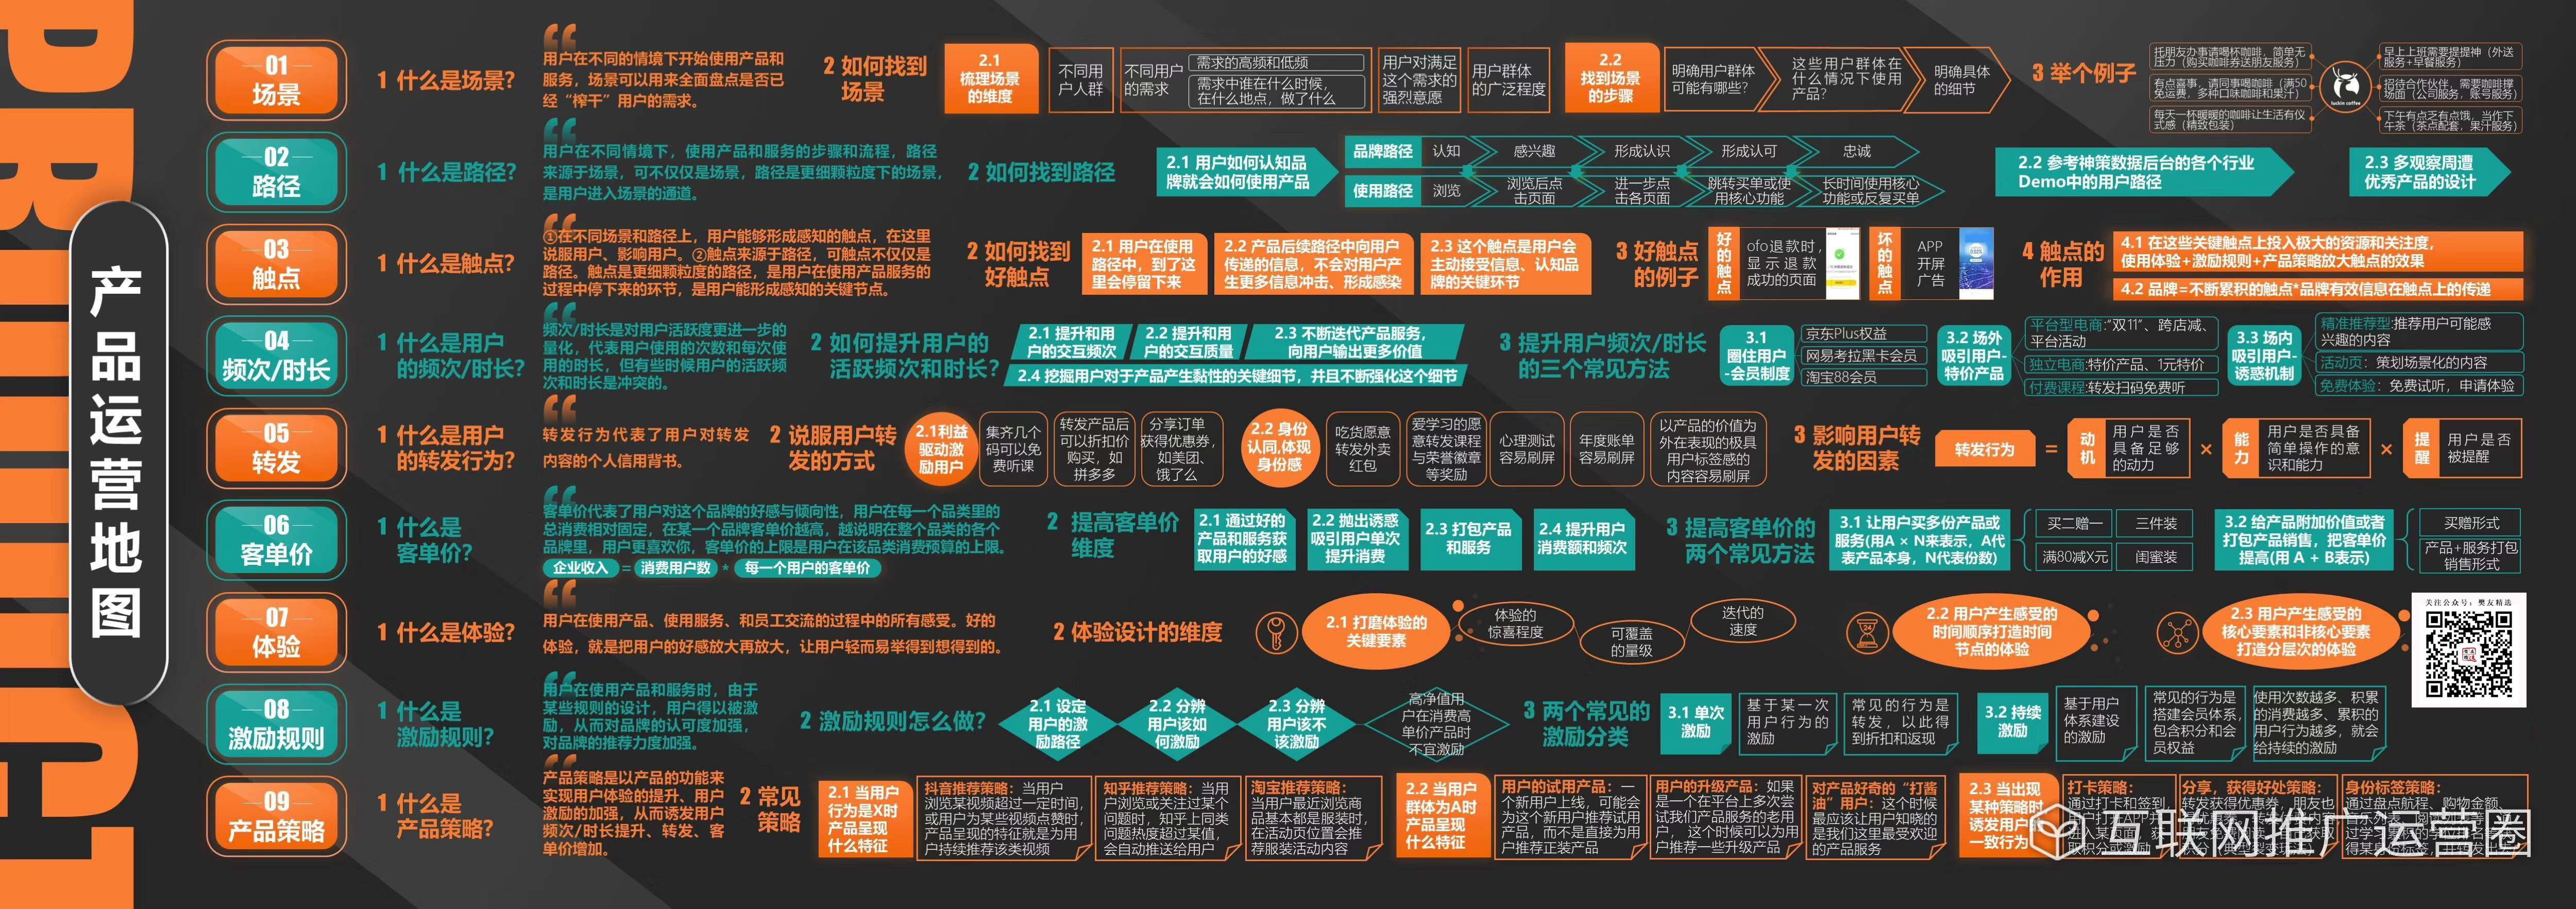 PRODUCT
产品运营地图
01
场景
1 什么是场景?
用户在不同的情境下开始使用产品和
服务，场景可以用来全面盘点是否已
经“榨干”用户的需求。
2 如何找到
场景
2.1
梳理场景
的维度
不同用
户人群
不同用户
的需求
需求的高频和低频
需求中谁在什么时候，
在什么地点，做了什么
用户对满足
这个需求的
强烈意愿
用户群体
的广泛程度
2.2
找到场景
的步骤
明确用户群体
可能有哪些?
这些用户群体在
什么情况下使用
产品?
明确具体
的细节
3 举个例子
托朋友办事请喝杯咖啡，简单无
压力（购买咖啡券送朋友服务）
有点喜事，请同事喝咖啡（满50
免运费，多种口味咖啡和果汁）
每天一杯暖暖的咖啡让生活有仪
式感（精致包装）
luckin coffee
早上上班需要提提神（外送
服务+早餐服务）
招待合作伙伴，需要咖啡撑
场面（公司服务，账号服务）
下午有点乏有点饿，当作下
午茶（茶点配套，果汁服务）
02
路径
1 什么是路径?
用户在不同情境下，使用产品和服务的步骤和流程，路径
来源于场景，可不仅仅是场景，路径是更细颗粒度下的场景，
是用户进入场景的通道。
2 如何找到路径
2.1 用户如何认知品
牌就会如何使用产品
品牌路径
认知
感兴趣
形成认识
形成认可
忠诚
使用路径
浏览
浏览后点
击页面
进一步点
击各页面
跳转买单或使
用核心功能
长时间使用核心
功能或反复买单
2.2 参考神策数据后台的各个行业
Demo中的用户路径
2.3 多观察周遭
优秀产品的设计
03
触点
1 什么是触点?
①在不同场景和路径上，用户能够形成感知的触点，在这里
说服用户、影响用户。②触点来源于路径，可触点不仅仅是
路径。触点是更细颗粒度的路径，是用户在使用产品服务的
过程中停下来的环节，是用户能形成感知的关键节点。
2 如何找到
好触点
2.1 用户在使用
路径中，到了这
里会停留下来
2.2 产品后续路径中向用户
传递的信息，不会对用户产
生更多信息冲击、形成感染
2.3 这个触点是用户会
主动接受信息、认知品
牌的关键环节
3 好触点
的例子
好的触点
ofo退款时，
显示退款
成功的页面
坏的触点
APP
开屏
广告
4 触点的
作用
4.1 在这些关键触点上投入极大的资源和关注度，
使用体验+激励规则+产品策略放大触点的效果
4.2 品牌=不断累积的触点*品牌有效信息在触点上的传递
04
频次/时长
1 什么是用户
的频次/时长?
频次/时长是对用户活跃度更进一步的
量化，代表用户使用的次数和每次使
用的时长，但有些时候用户的活跃频
次和时长是冲突的。
2 如何提升用户的
活跃频次和时长?
2.1 提升和用
户的交互频次
2.2 提升和用
户的交互质量
2.3 不断迭代产品服务，
向用户输出更多价值
2.4 挖掘用户对于产品产生黏性的关键细节，并且不断强化这个细节
3 提升用户频次/时长
的三个常见方法
3.1
圈住用户
-会员制度
京东Plus权益
网易考拉黑卡会员
淘宝88会员
3.2 场外
吸引用户-
特价产品
平台型电商:“双11”、跨店减、
平台活动
独立电商:特价产品、1元特价
付费课程:转发扫码免费听
3.3 场内
吸引用户-
诱惑机制
精准推荐型:推荐用户可能感
兴趣的内容
活动页：策划场景化的内容
免费体验：免费试听，申请体验
05
转发
1 什么是用户
的转发行为?
转发行为代表了用户对转发
内容的个人信用背书。
2 说服用户转
发的方式
2.1利益
驱动激
励用户
集齐几个
码可以免
费听课
转发产品后
可以折扣价
购买，如
拼多多
分享订单
获得优惠券，
如美团、
饿了么
2.2 身份
认同,体现
身份感
吃货愿意
转发外卖
红包
爱学习的愿
意转发课程
与荣誉徽章
等奖励
心理测试
容易刷屏
年度账单
容易刷屏
以产品的价值为
外在表现的极具
用户标签感的
内容容易刷屏
3 影响用户转
发的因素
转发行为
=
动机
用户是否
具备足够
的动力
×
能力
用户是否具备
简单操作的意
识和能力
×
提醒
用户是否
被提醒
06
客单价
1 什么是
客单价?
客单价代表了用户对这个品牌的好感与倾向性，用户在每一个品类里的
总消费相对固定，在某一个品牌客单价越高，越说明在整个品类的各个
品牌里，用户更喜欢你，客单价的上限是用户在该品类消费预算的上限。
企业收入 = 消费用户数 * 每一个用户的客单价
2 提高客单价
维度
2.1 通过好的
产品和服务获
取用户的好感
2.2 抛出诱惑
吸引用户单次
提升消费
2.3 打包产品
和服务
2.4 提升用户
消费额和频次
3 提高客单价的
两个常见方法
3.1 让用户买多份产品或
服务(用A × N来表示，A代
表产品本身，N代表份数)
买二赠一
三件装
满80减X元
闺蜜装
3.2 给产品附加价值或者
打包产品销售，把客单价
提高(用 A + B表示)
买赠形式
产品+服务打包
销售形式
07
体验
1 什么是体验?
用户在使用产品、使用服务、和员工交流的过程中的所有感受。好的
体验，就是把用户的好感放大再放大，让用户轻而易举得到想得到的。
2 体验设计的维度
2.1 打磨体验的
关键要素
体验的
惊喜程度
可覆盖
的量级
迭代的
速度
24
2.2 用户产生感受的
时间顺序打造时间
节点的体验
2.3 用户产生感受的
核心要素和非核心要素
打造分层次的体验
关注公众号：樊友精选
08
激励规则
1 什么是
激励规则?
用户在使用产品和服务时，由于
某些规则的设计，用户得以被激
励，从而对品牌的认可度加强，
对品牌的推荐力度加强。
2 激励规则怎么做?
2.1 设定
用户的激
励路径
2.2 分辨
用户该如
何激励
2.3 分辨
用户该不
该激励
高净值用
户在消费高
单价产品时
不宜激励
3 两个常见的
激励分类
3.1 单次
激励
基于某一次
用户行为的
激励
常见的行为是
转发，以此得
到折扣和返现
3.2 持续
激励
基于用户
体系建设
的激励
常见的行为是
搭建会员体系，
包含积分和会
员权益
使用次数越多、积累
的消费越多、累积的
用户行为越多，就会
给持续的激励
09
产品策略
1 什么是
产品策略?
产品策略是以产品的功能来
实现用户体验的提升、用户
激励的加强，从而诱发用户
频次/时长提升、转发、客
单价增加。
2 常见
策略
2.1 当用户
行为是X时
产品呈现
什么特征
抖音推荐策略：当用户
浏览某视频超过一定时间，
或用户为某些视频点赞时，
产品呈现的特征就是为用
户持续推荐该类视频
知乎推荐策略：当用
户浏览或关注过某个
问题时，知乎上同类
问题热度超过某值，
会自动推送给用户
淘宝推荐策略：
当用户最近浏览商
品基本都是服装时，
在活动页位置会推
荐服装活动内容
2.2 当用户
群体为A时
产品呈现
什么特征
用户的试用产品：一
个新用户上线，可能会
为这个新用户推荐试用
产品，而不是直接为用
户推荐正装产品
用户的升级产品：如果
是一个在平台上多次尝
试我们产品服务的老用
户，这个时候可以为用
户推荐一些升级产品
对产品好奇的“打酱
油”用户：这个时候
最应该让用户知晓的
是我们这里最受欢迎
的产品服务
2.3 当出现
某种策略时
诱发用户的
一致行为
打卡策略：
通过打卡和签到，
分享，获得好处策略：
转发获得优惠券，朋友也
身份标签策略：
通过盘点航程、购物金额、
互联网推广运营圈